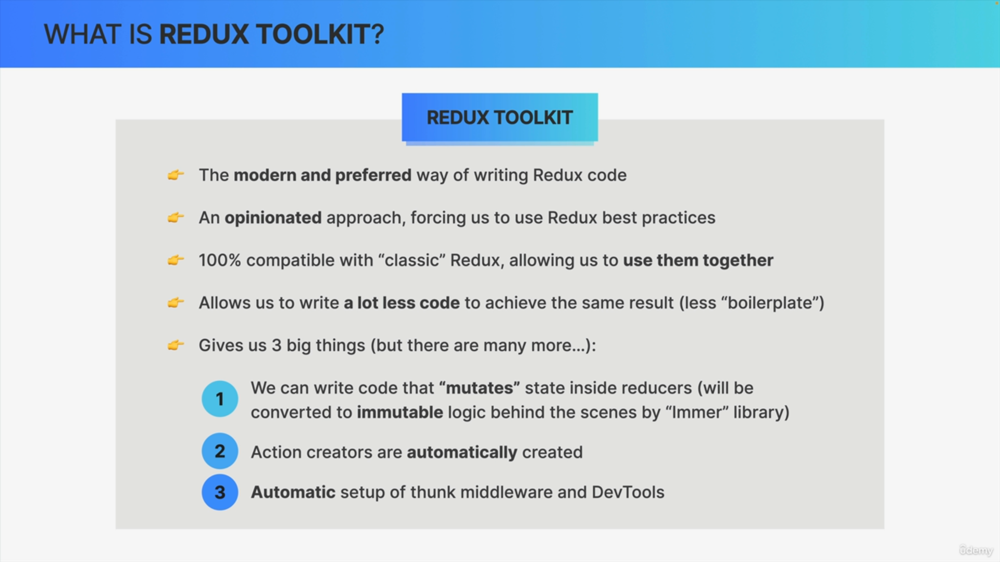 WHAT IS REDUX TOOLKIT?
REDUX TOOLKIT
The modern and preferred way of writing Redux code
An opinionated approach, forcing us to use Redux best practices
100% compatible with “classic” Redux, allowing us to use them together
Allows us to write a lot less code to achieve the same result (less “boilerplate”)
Gives us 3 big things (but there are many more…):
1 We can write code that “mutates” state inside reducers (will be
converted to immutable logic behind the scenes by “Immer” library)
2 Action creators are automatically created
3 Automatic setup of thunk middleware and DevTools
ûdemy